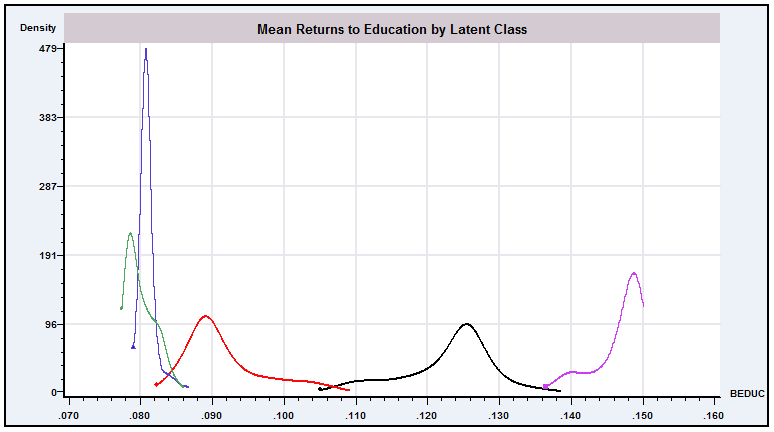 Mean Returns to Education by Latent Class
Density
479
383
287
191
96
0
BEDUC
.070 .080 .090 .100 .110 .120 .130 .140 .150 .160